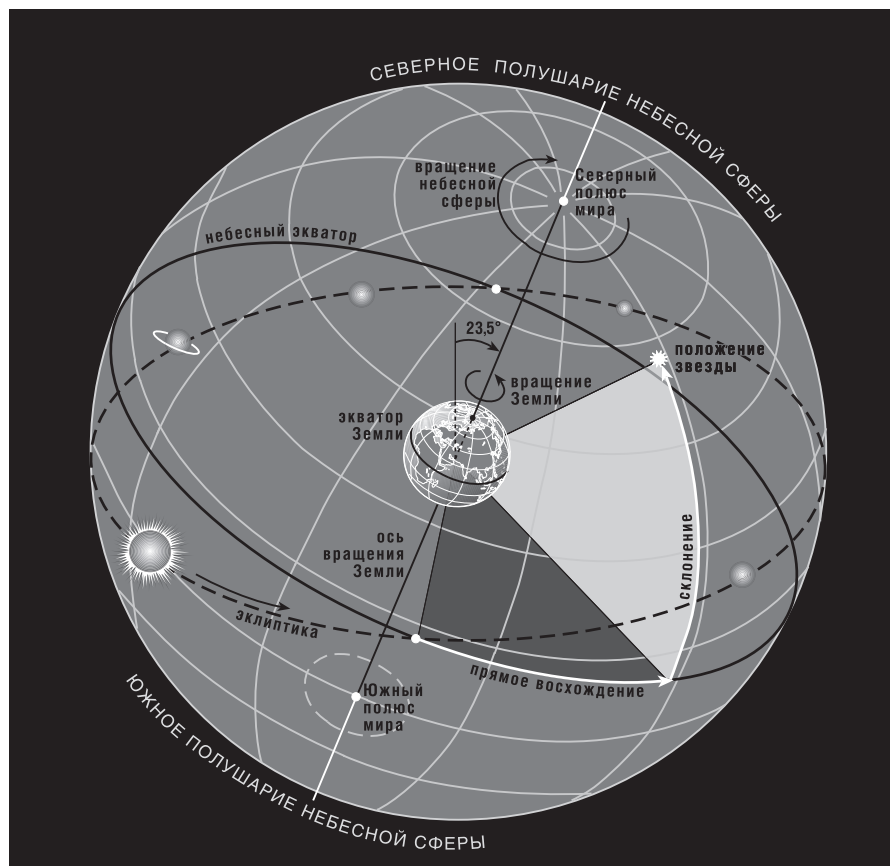 СЕВЕРНОЕ ПОЛУШАРИЕ НЕБЕСНОЙ СФЕРЫ
вращение
небесной
сферы
Северный
полюс
мира
небесный экватор
23,5°
положение
звезды
вращение
Земли
экватор
Земли
ось
вращения
Земли
склонение
эклиптика
прямое восхождение
Южный
полюс
мира
ЮЖНОЕ ПОЛУШАРИЕ НЕБЕСНОЙ СФЕРЫ